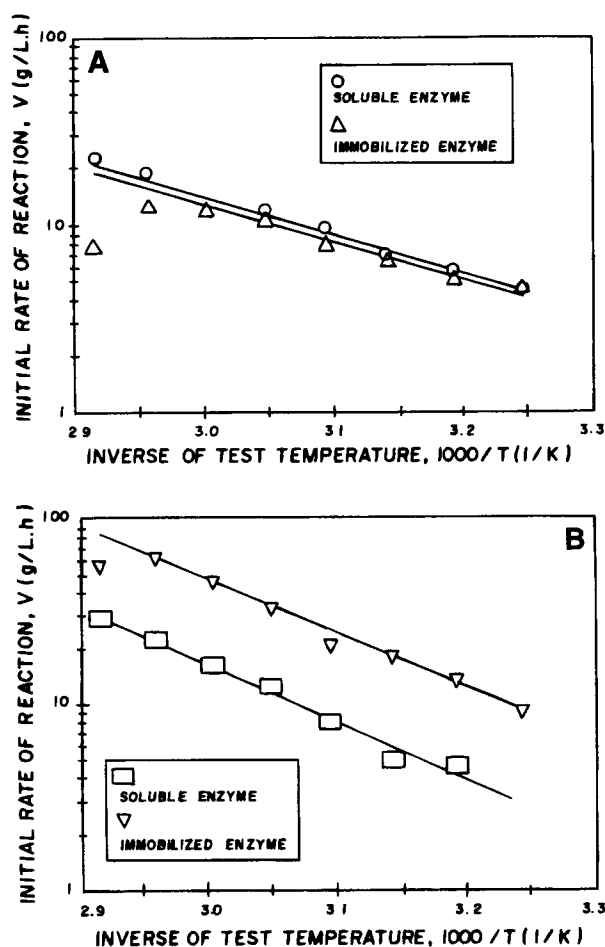 A
100
10
1
INITIAL RATE OF REACTION, V (g/L.h)
SOLUBLE ENZYME
IMMOBILIZED ENZYME
2.9
3.0
3.1
3.2
3.3
INVERSE OF TEST TEMPERATURE, 1000/T (1/K)
B
100
10
1
INITIAL RATE OF REACTION, V (g/L.h)
SOLUBLE ENZYME
IMMOBILIZED ENZYME
2.9
3.0
3.1
3.2
3.3
INVERSE OF TEST TEMPERATURE, 1000/T (1/K)